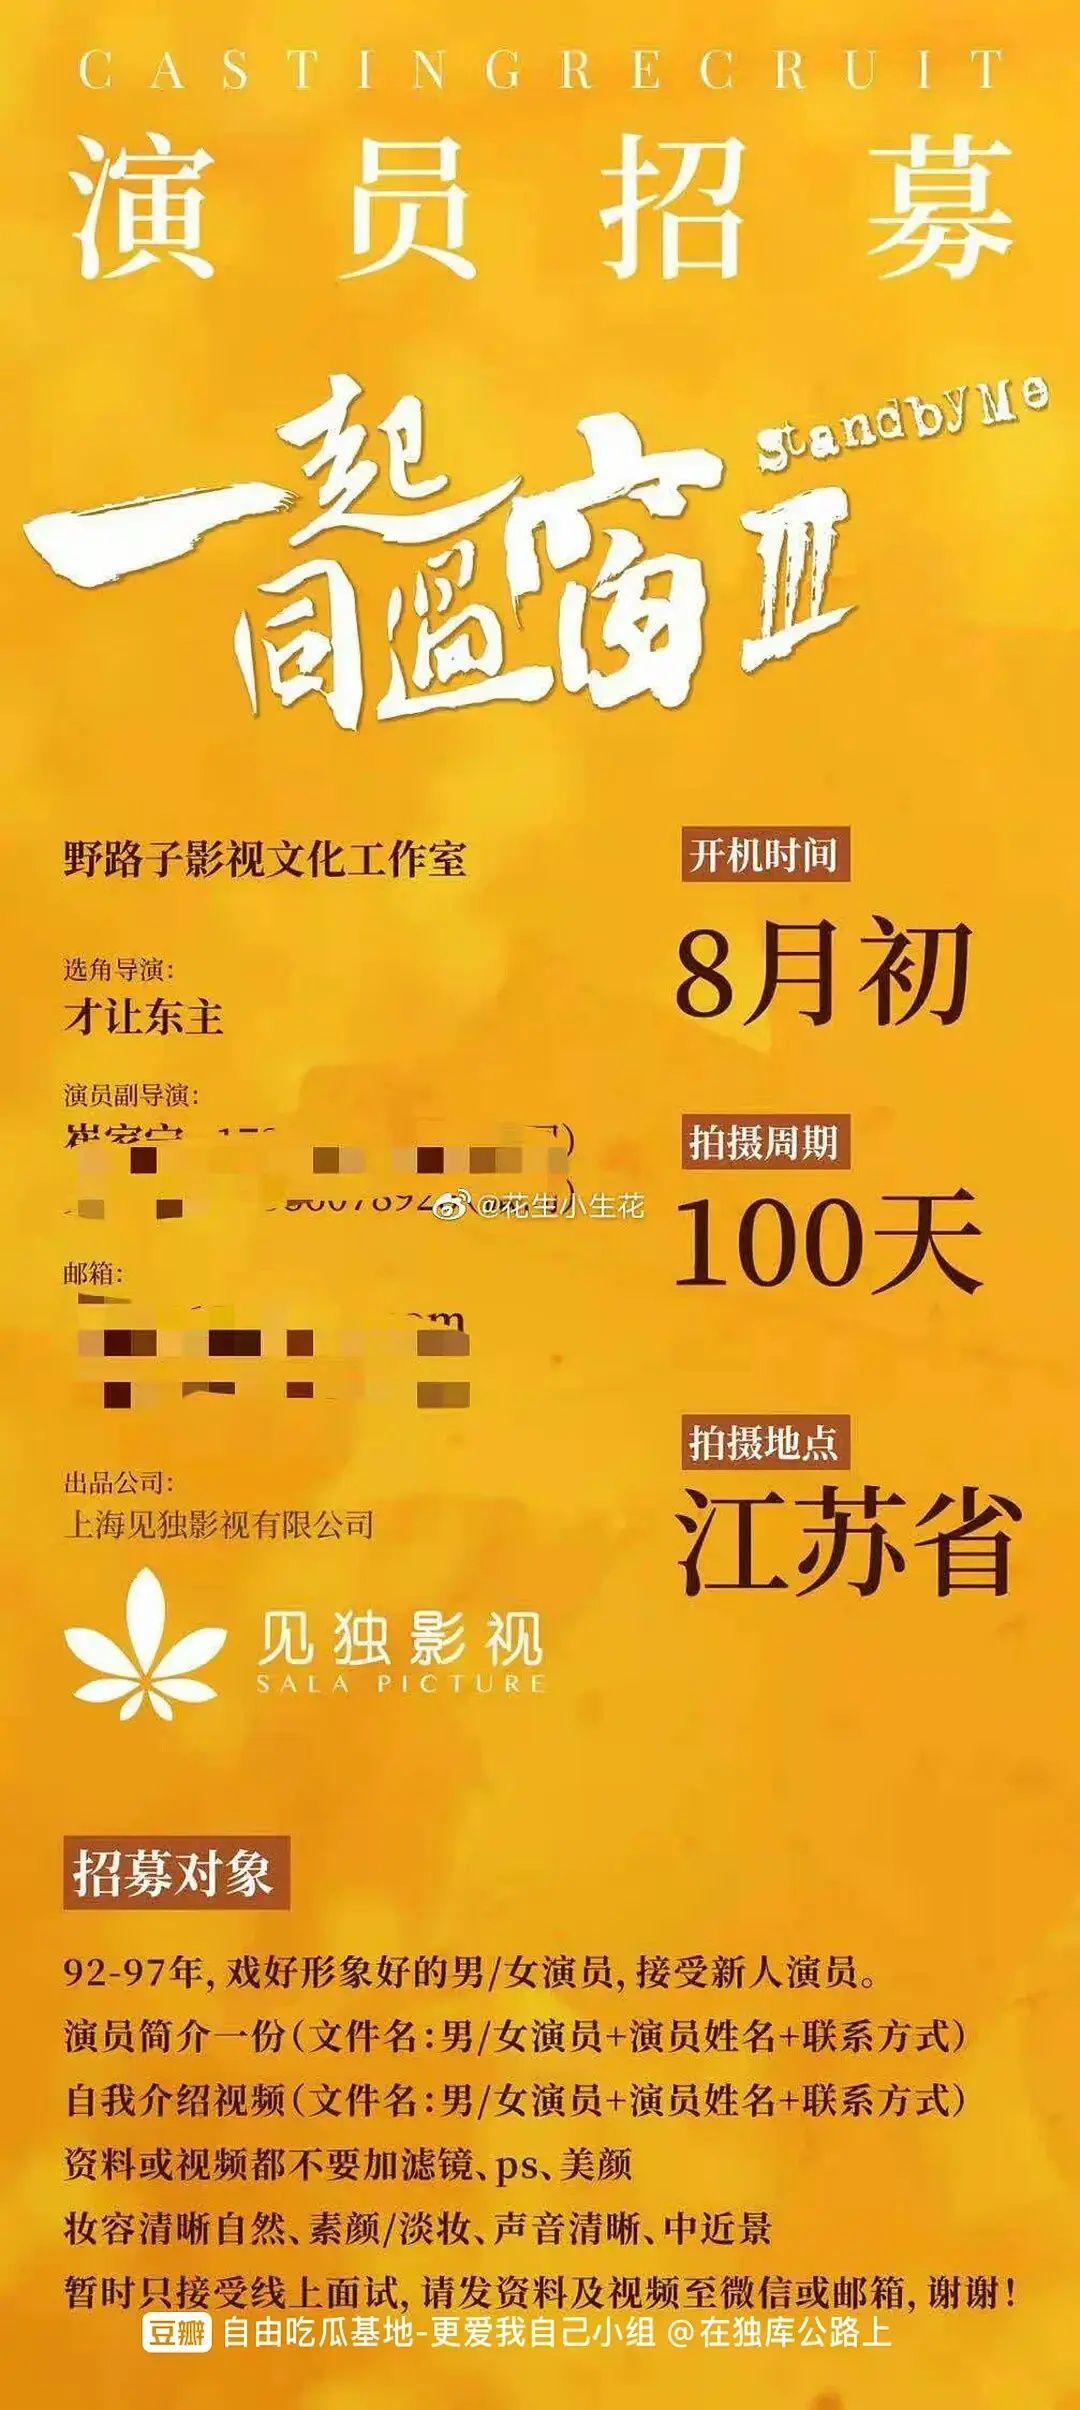 CASTINGRECRUIT
演员招募
一起
同過窗III
StandbyMe
野路子影视文化工作室
选角导演：
才让东主
演员副导演：
@花生小生花
邮箱：
出品公司：
上海见独影视有限公司
见独影视
SALA PICTURE
开机时间
8月初
拍摄周期
100天
拍摄地点
江苏省
招募对象
92-97年，戏好形象好的男/女演员，接受新人演员。
演员简介一份（文件名：男/女演员+演员姓名+联系方式）
自我介绍视频（文件名：男/女演员+演员姓名+联系方式）
资料或视频都不要加滤镜、ps、美颜
妆容清晰自然、素颜/淡妆、声音清晰、中近景
暂时只接受线上面试，请发资料及视频至微信或邮箱，谢谢！
豆瓣 自由吃瓜基地-更爱我自己小组 @在独库公路上